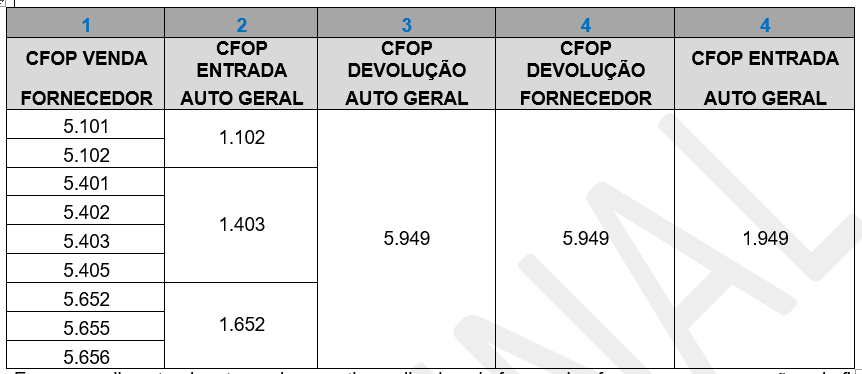 1 2 3 4 4
CFOP VENDA FORNECEDOR
CFOP ENTRADA AUTO GERAL
CFOP DEVOLUÇÃO AUTO GERAL
CFOP DEVOLUÇÃO FORNECEDOR
CFOP ENTRADA AUTO GERAL
5.101
5.102
1.102
5.401
5.402
5.403
5.405
1.403
5.949
5.949
1.949
5.652
5.655
5.656
1.652